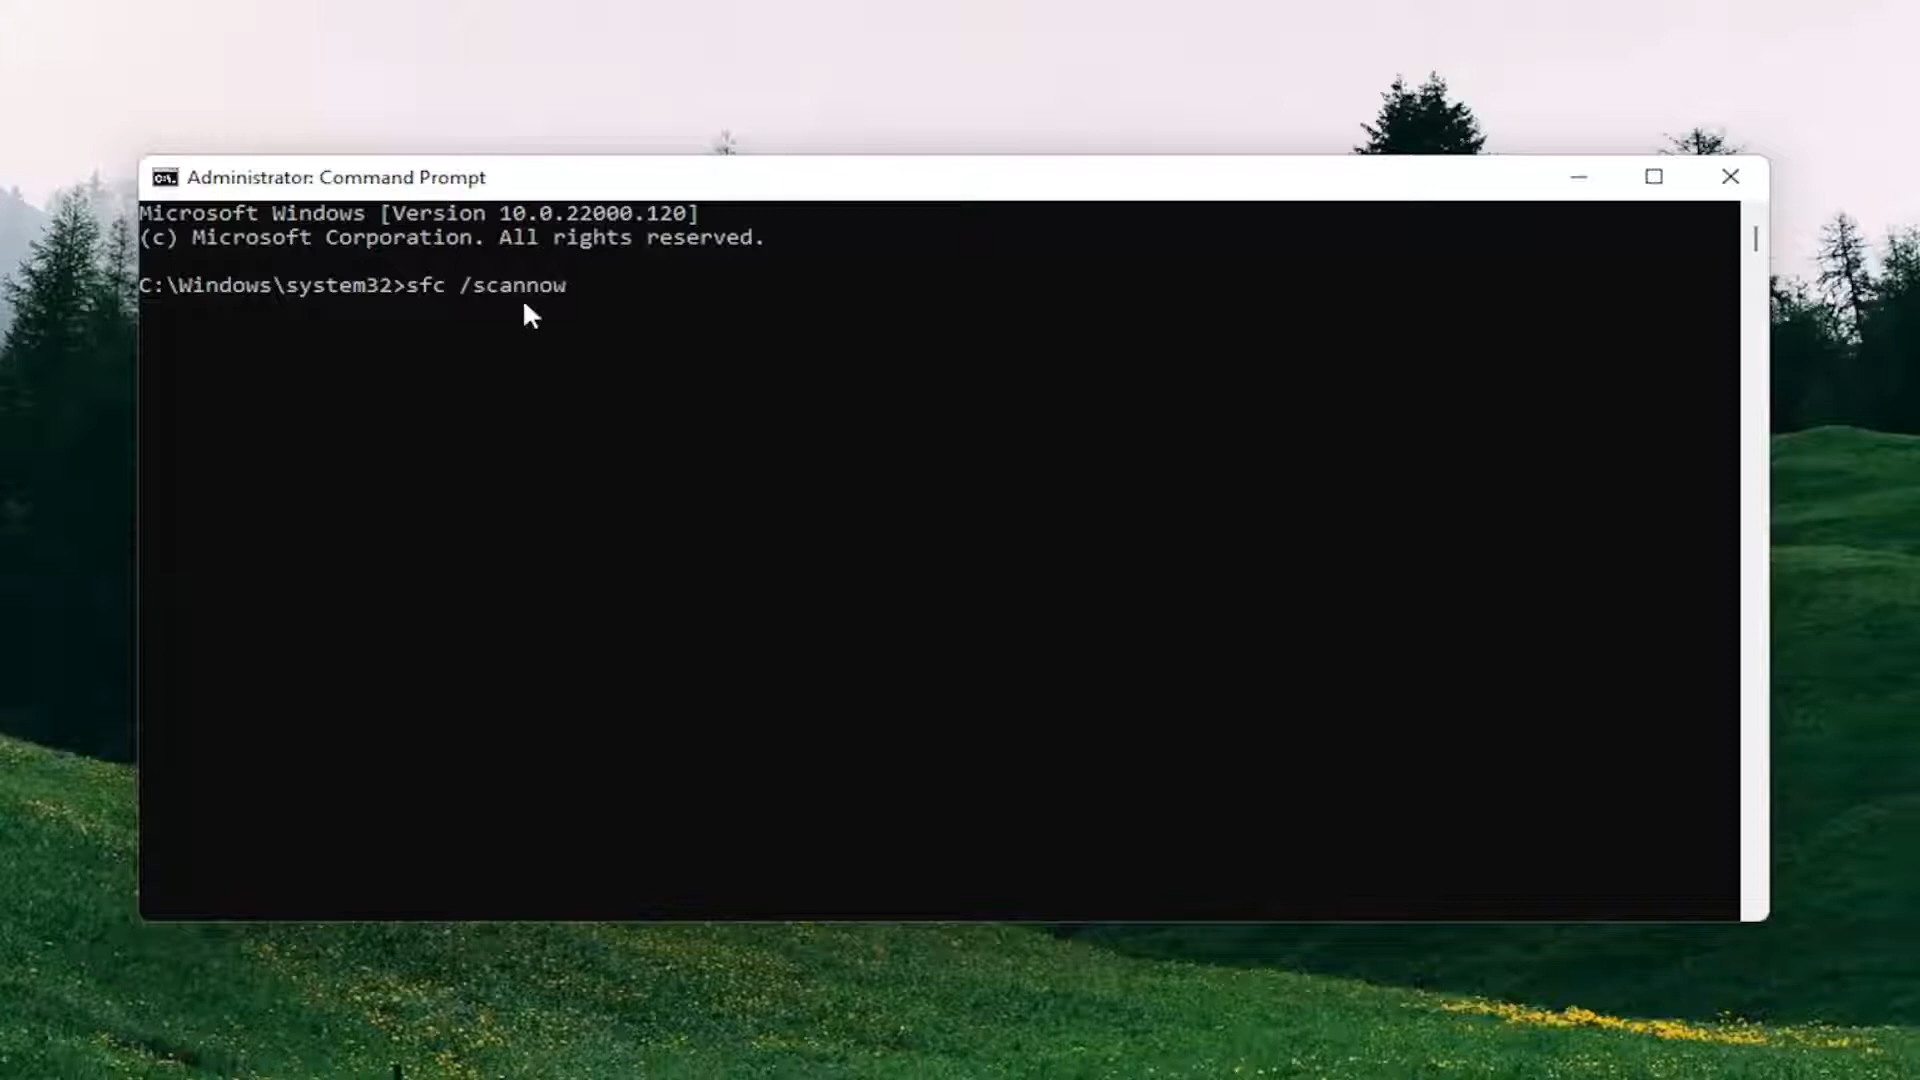 Administrator: Command Prompt
Microsoft Windows [Version 10.0.22000.120]
(c) Microsoft Corporation. All rights reserved.
C:\Windows\system32>sfc /scannow